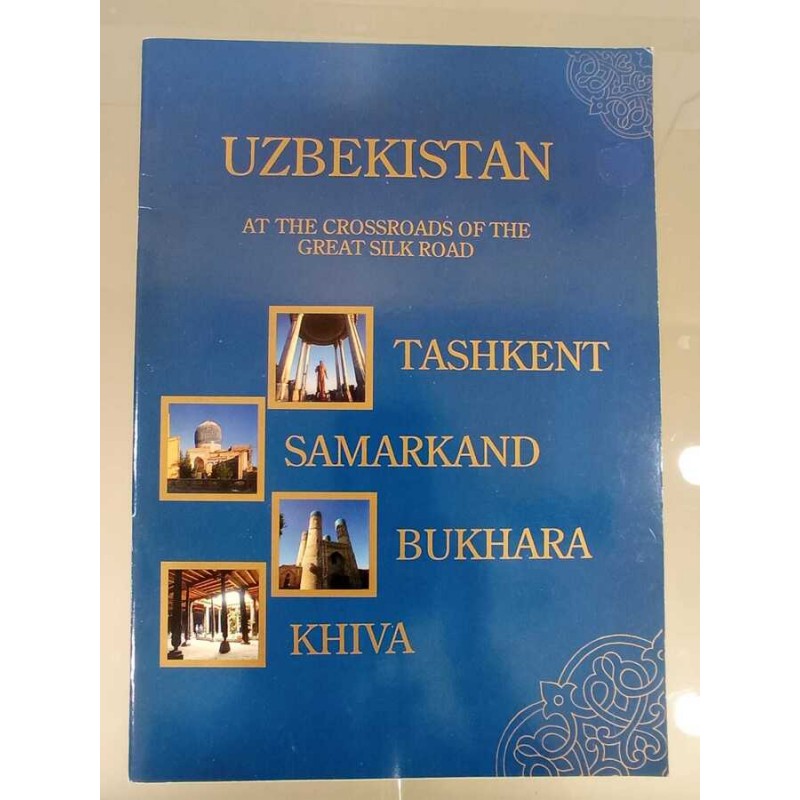 UZBEKISTAN
AT THE CROSSROADS OF THE
GREAT SILK ROAD
TASHKENT
SAMARKAND
BUKHARA
KHIVA